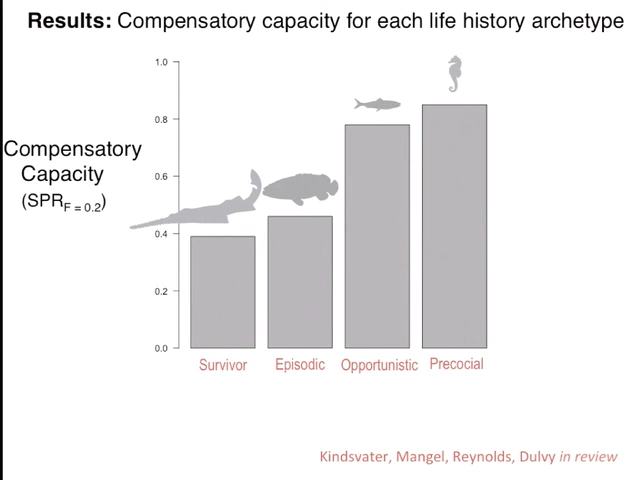 Results: Compensatory capacity for each life history archetype
1.0
0.8
Compensatory
Capacity
(SPR F = 0.2)
0.6
0.4
0.2
0.0
Survivor Episodic Opportunistic Precocial
Kindsvater, Mangel, Reynolds, Dulvy in review